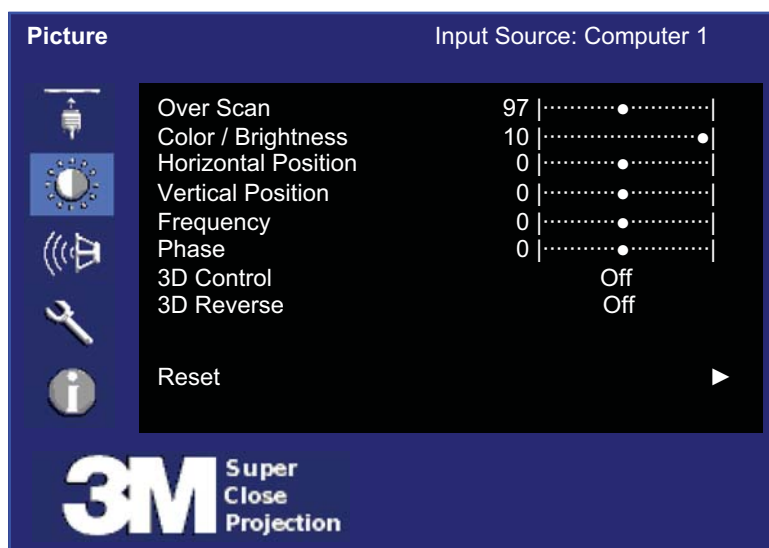 Picture Input Source: Computer 1
Over Scan 97
Color / Brightness 10
Horizontal Position 0
Vertical Position 0
Frequency 0
Phase 0
3D Control Off
3D Reverse Off
Reset
i
3M
Super
Close
Projection